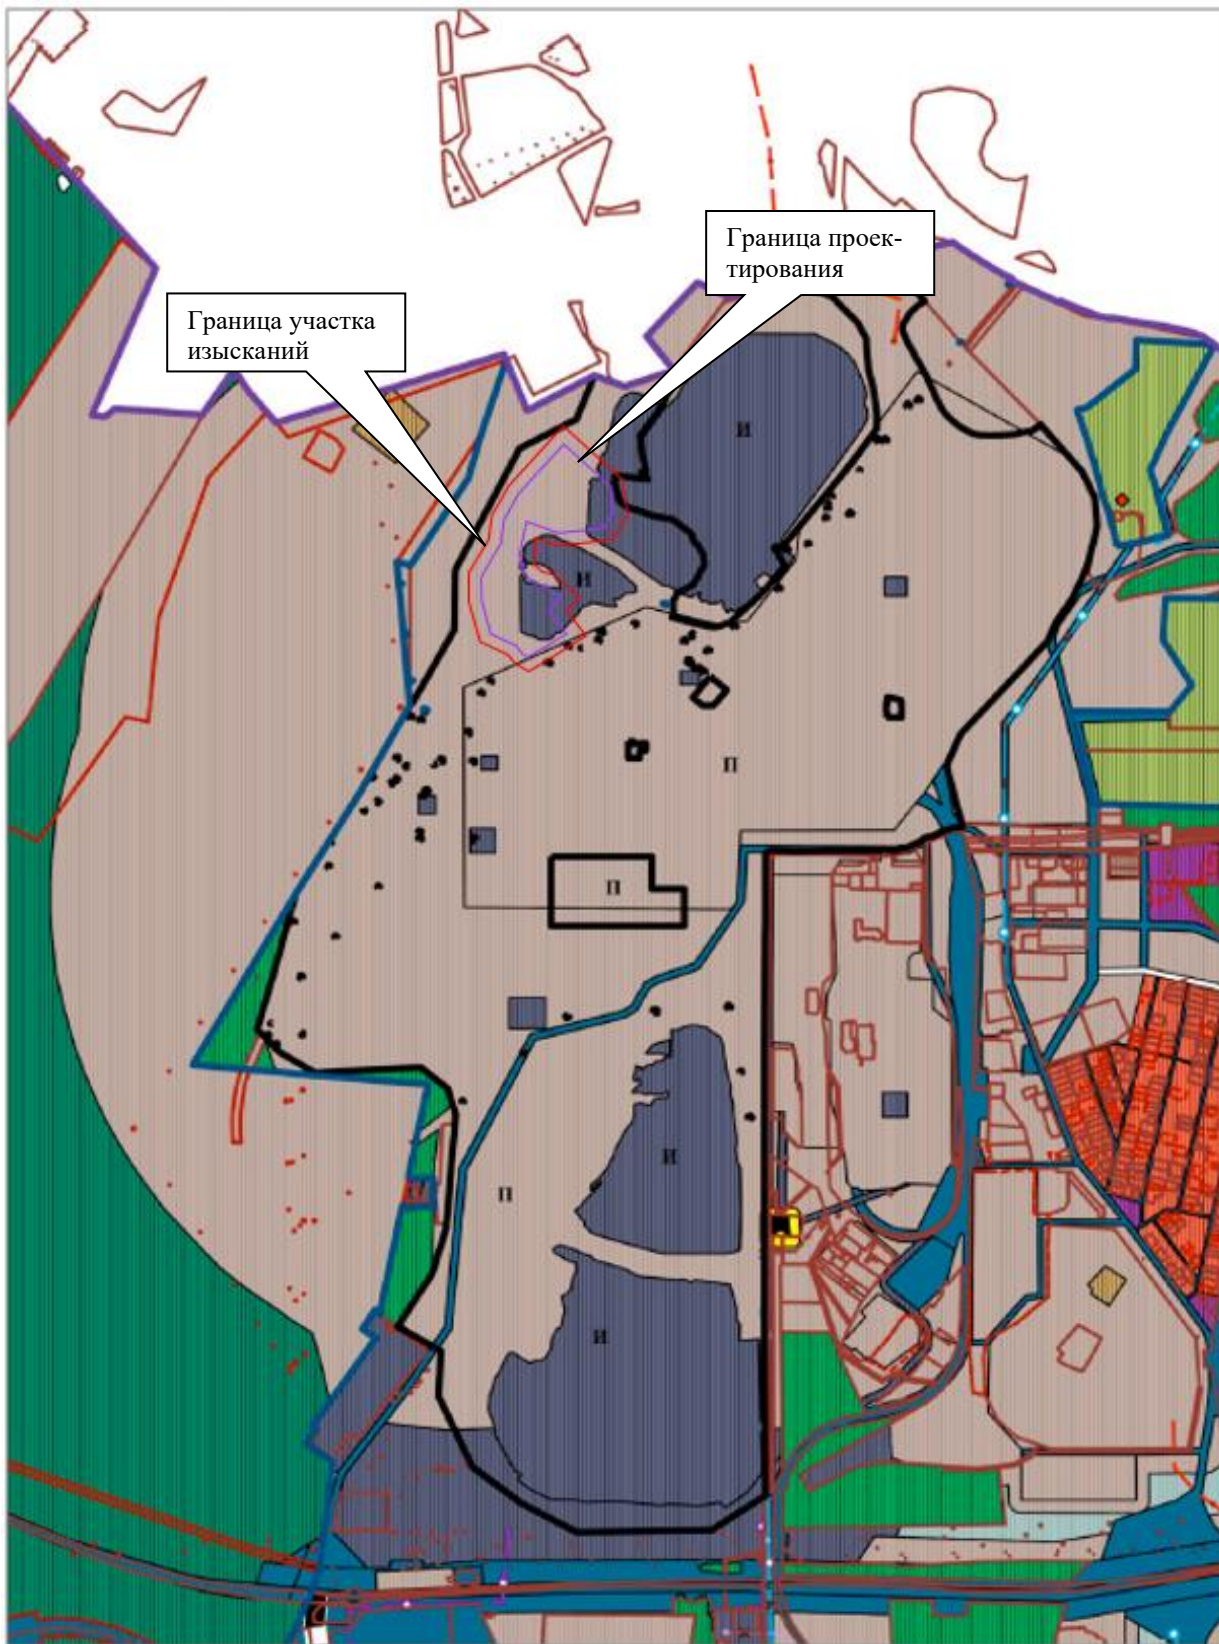 Граница проек-
тирования
Граница участка
изысканий
И
И
П
П
И
П
И